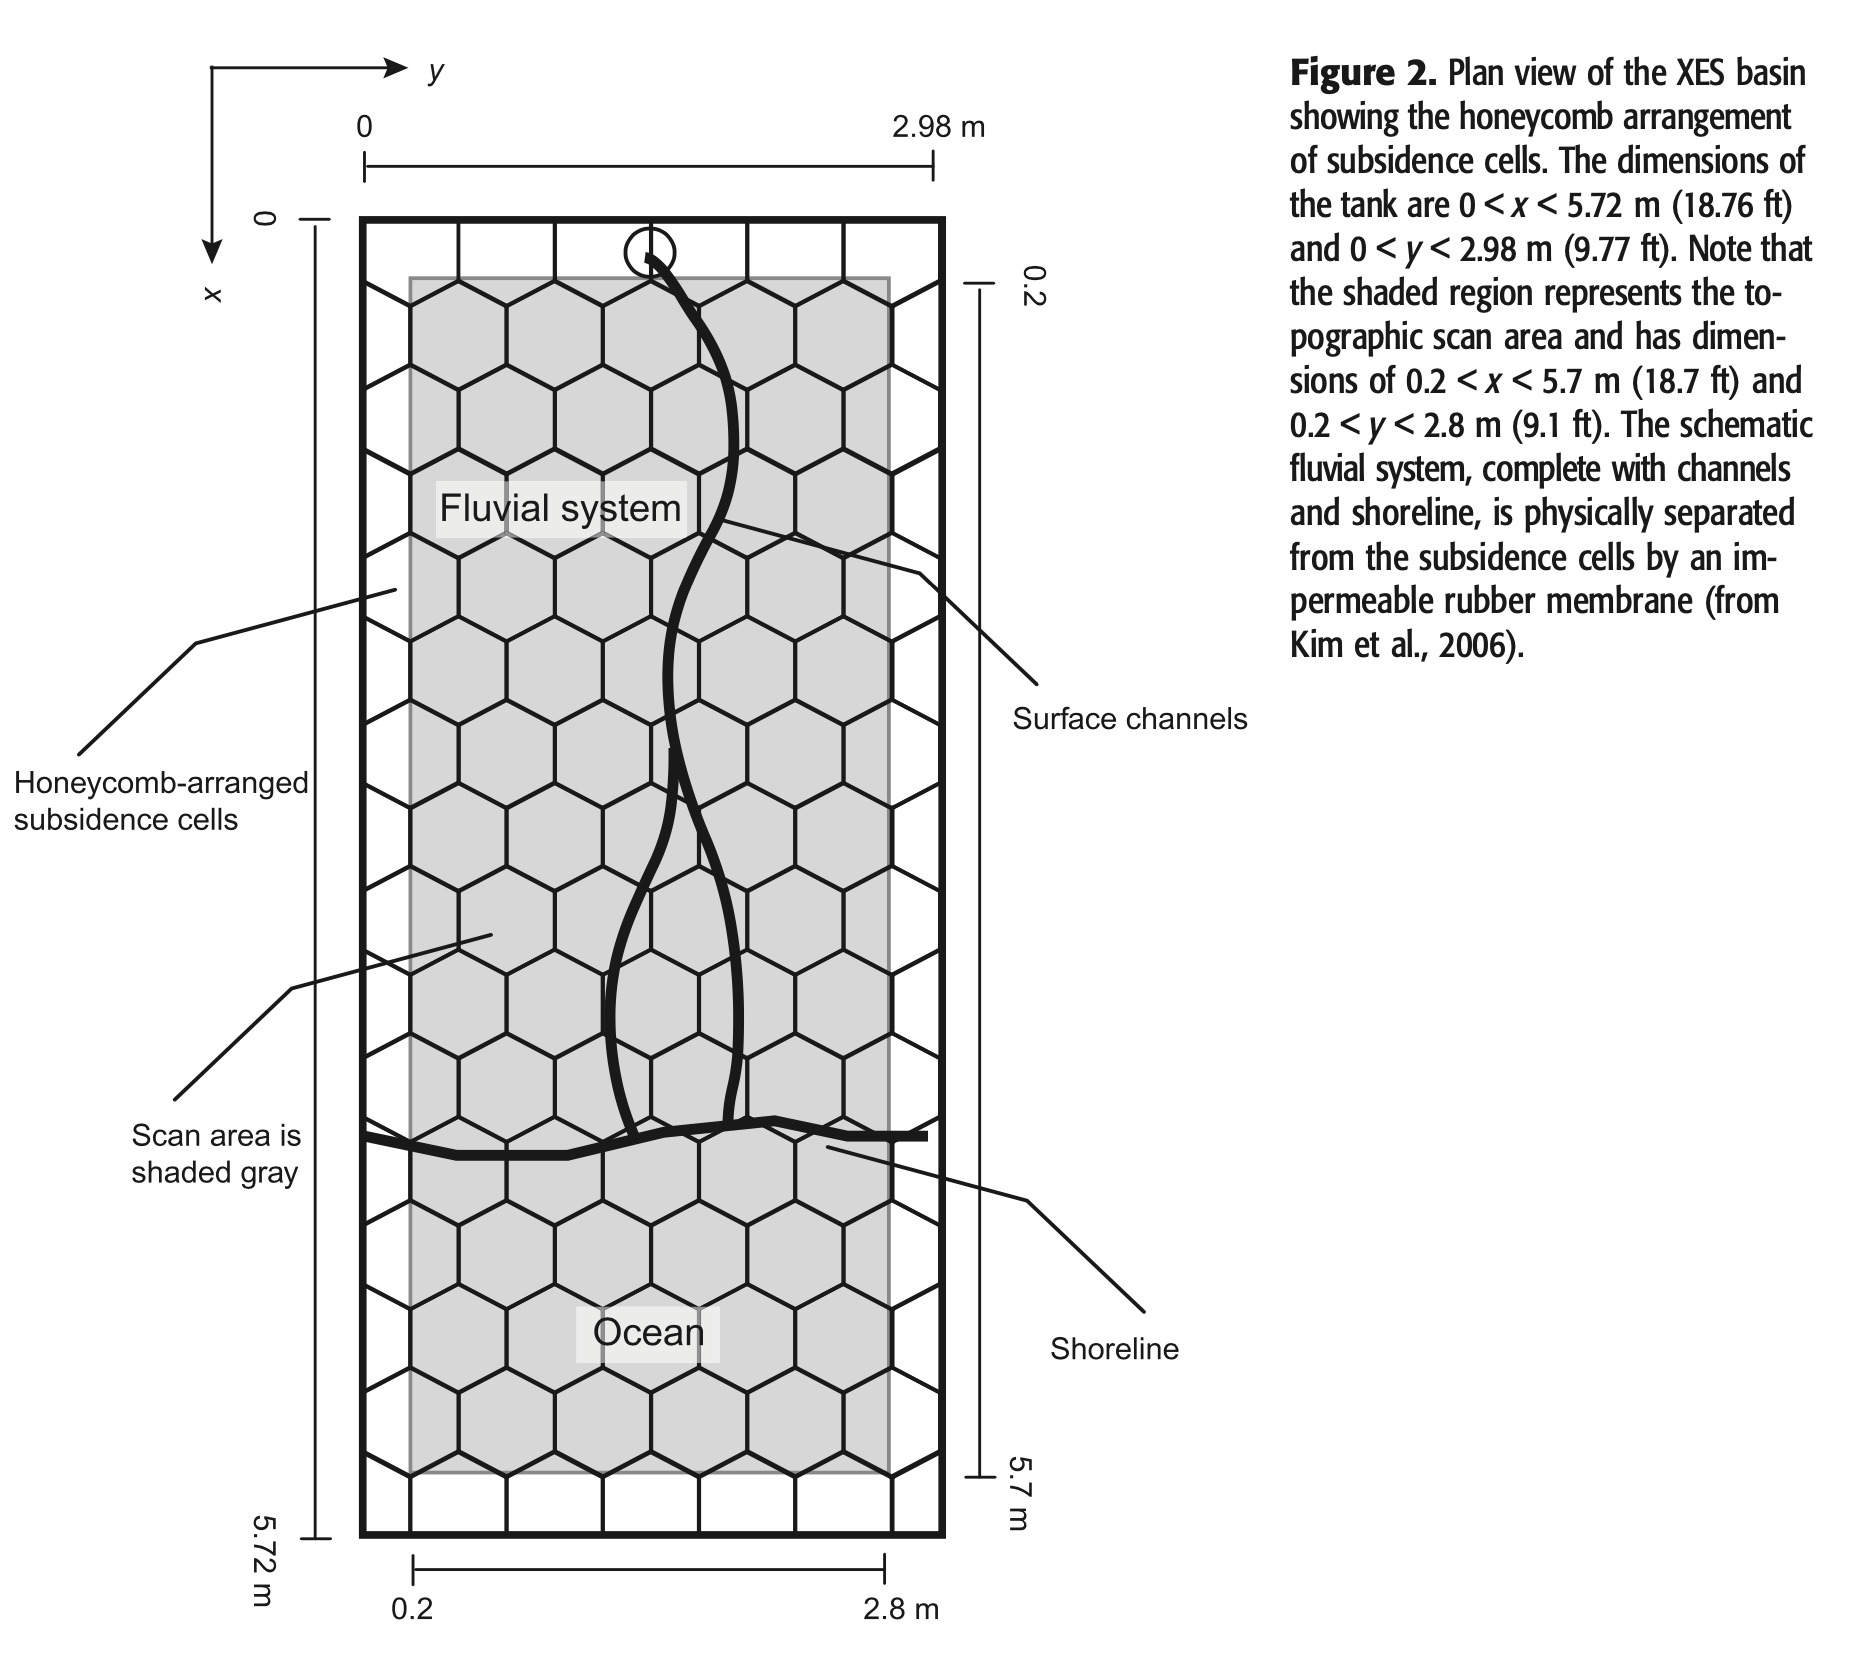 y
0
2.98 m
0
x
0.2
Fluvial system
Surface channels
Honeycomb-arranged
subsidence cells
Scan area is
shaded gray
Ocean
Shoreline
5.7 m
5.72 m
0.2
2.8 m
Figure 2. Plan view of the XES basin
showing the honeycomb arrangement
of subsidence cells. The dimensions of
the tank are 0 < x < 5.72 m (18.76 ft)
and 0 < y < 2.98 m (9.77 ft). Note that
the shaded region represents the to-
pographic scan area and has dimen-
sions of 0.2 < x < 5.7 m (18.7 ft) and
0.2 < y < 2.8 m (9.1 ft). The schematic
fluvial system, complete with channels
and shoreline, is physically separated
from the subsidence cells by an im-
permeable rubber membrane (from
Kim et al., 2006).